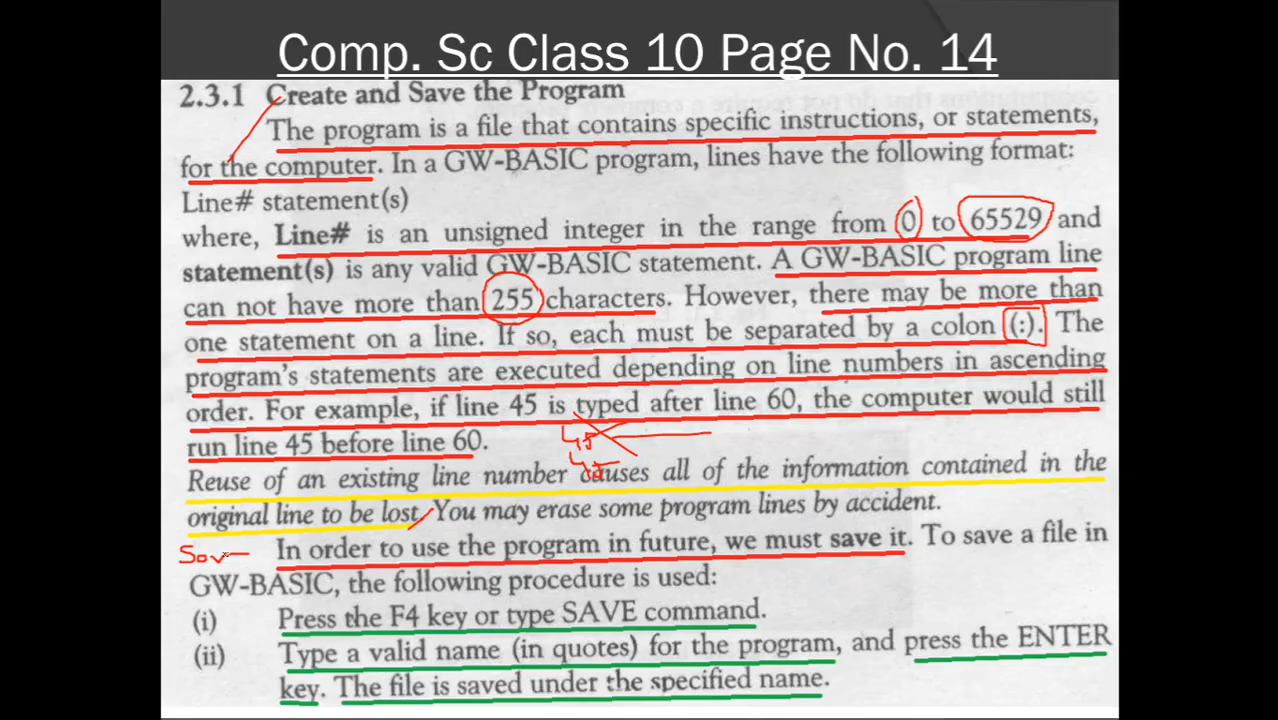 Comp. Sc Class 10 Page No. 14
2.3.1 Create and Save the Program
The program is a file that contains specific instructions, or statements,
for the computer. In a GW-BASIC program, lines have the following format:
Line# statement(s)
where, Line# is an unsigned integer in the range from 0 to 65529 and
statement(s) is any valid GW-BASIC statement. A GW-BASIC program line
can not have more than 255 characters. However, there may be more than
one statement on a line. If so, each must be separated by a colon (:). The
program's statements are executed depending on line numbers in ascending
order. For example, if line 45 is typed after line 60, the computer would still
run line 45 before line 60.
45
45
Reuse of an existing line number causes all of the information contained in the
original line to be lost. You may erase some program lines by accident.
In order to use the program in future, we must save it. To save a file in
GW-BASIC, the following procedure is used:
(i) Press the F4 key or type SAVE command.
(ii) Type a valid name (in quotes) for the program, and press the ENTER
key. The file is saved under the specified name.